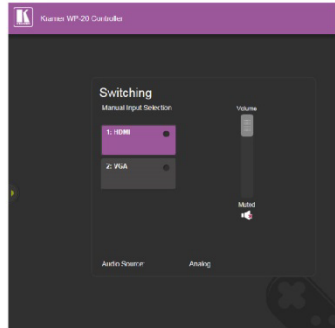 K
Kramer WP-20 Controller
Switching
Manual Input Selection
Volume
1: HDMI
2: VGA
Muted
Audio Source:
Analog